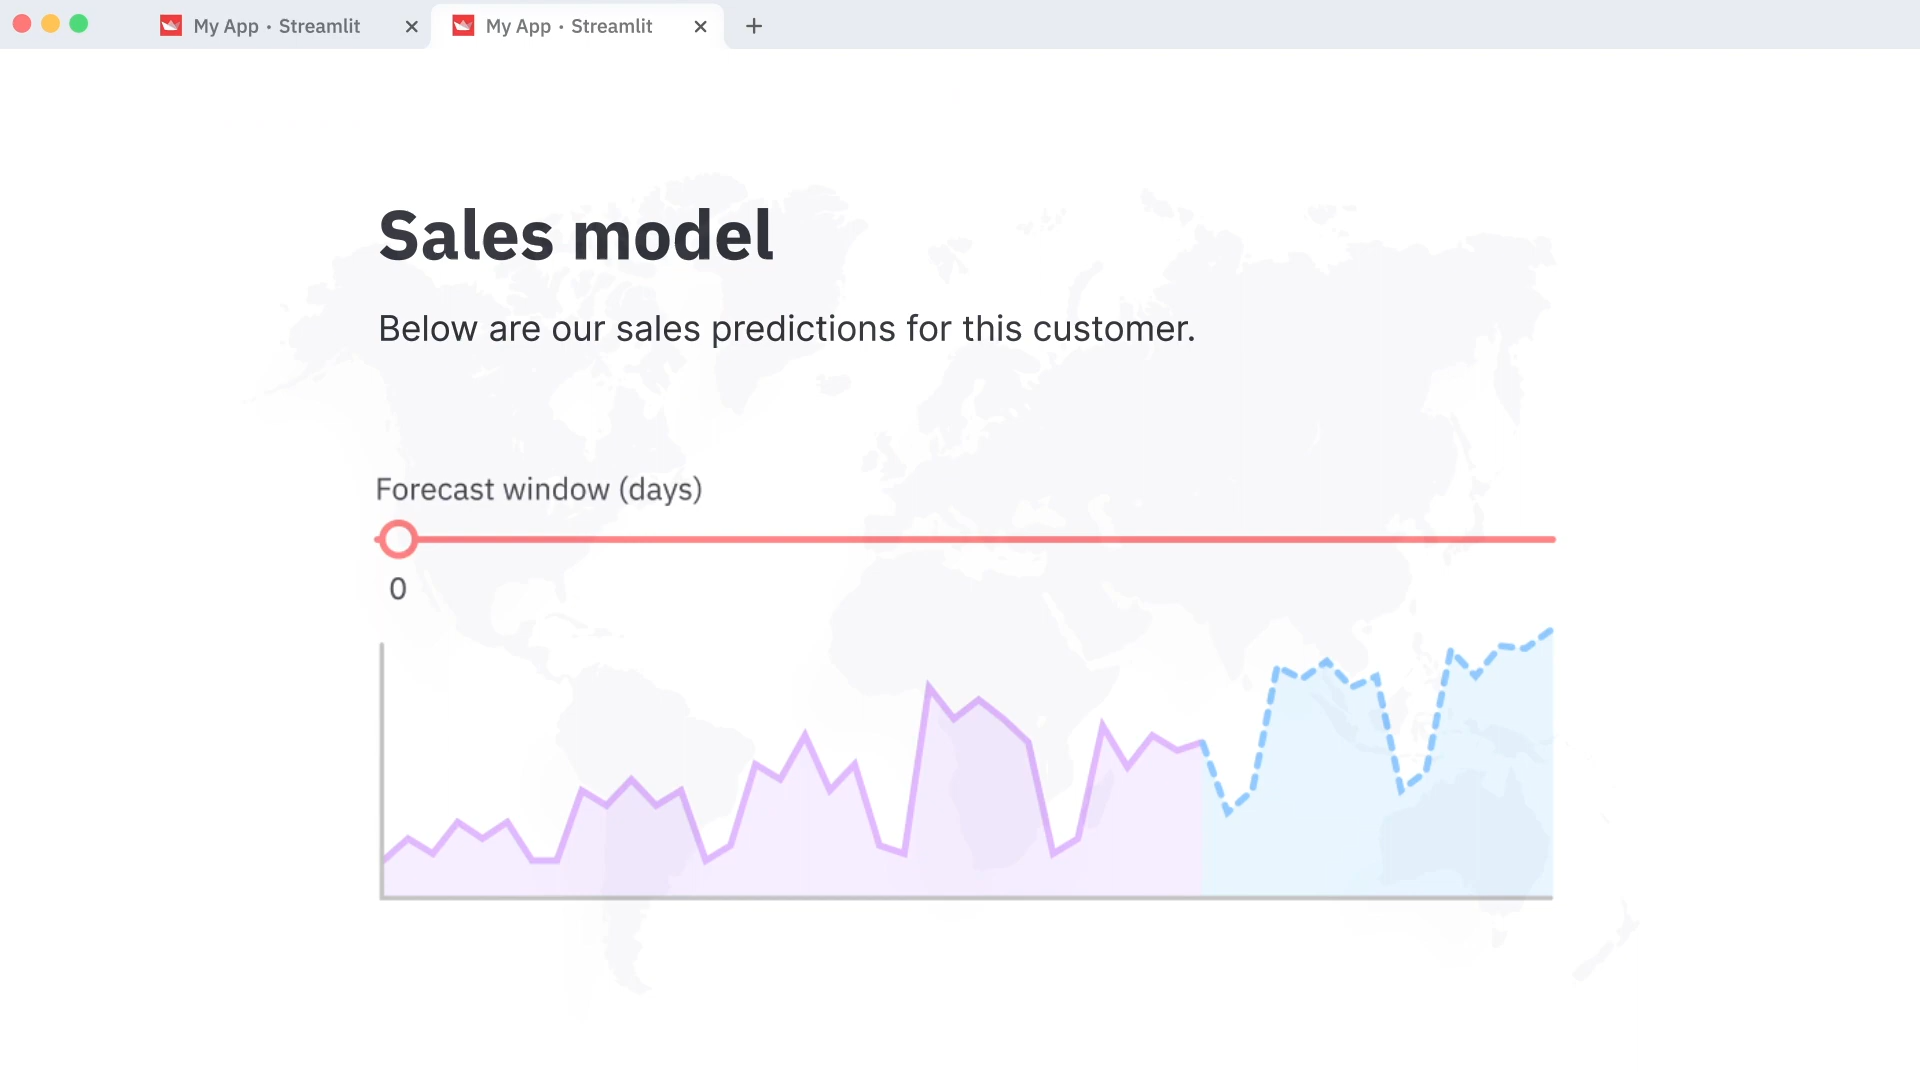 My App • Streamlit
My App • Streamlit
Sales model
Below are our sales predictions for this customer.
Forecast window (days)
0